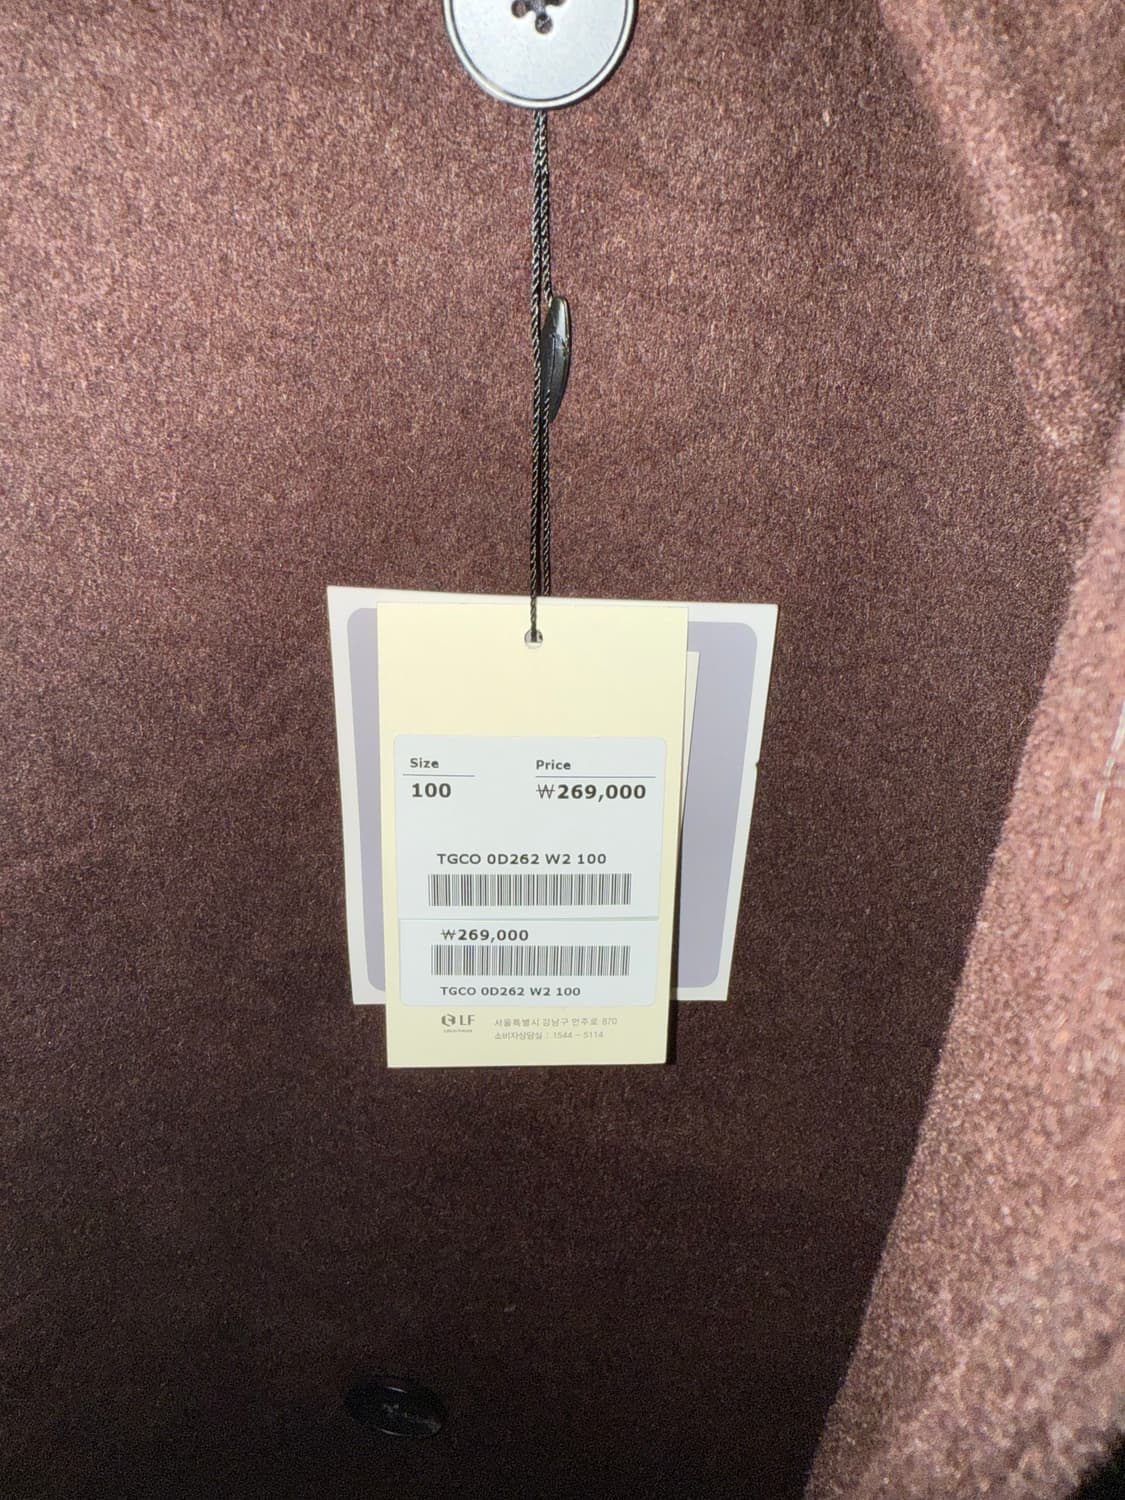 Size
Price
100
₩269,000
TGCO 0D262 W2 100
₩269,000
TGCO 0D262 W2 100
LF
서울특별시 강남구 언주로 870
소비자상담실 : 1544 - 5114